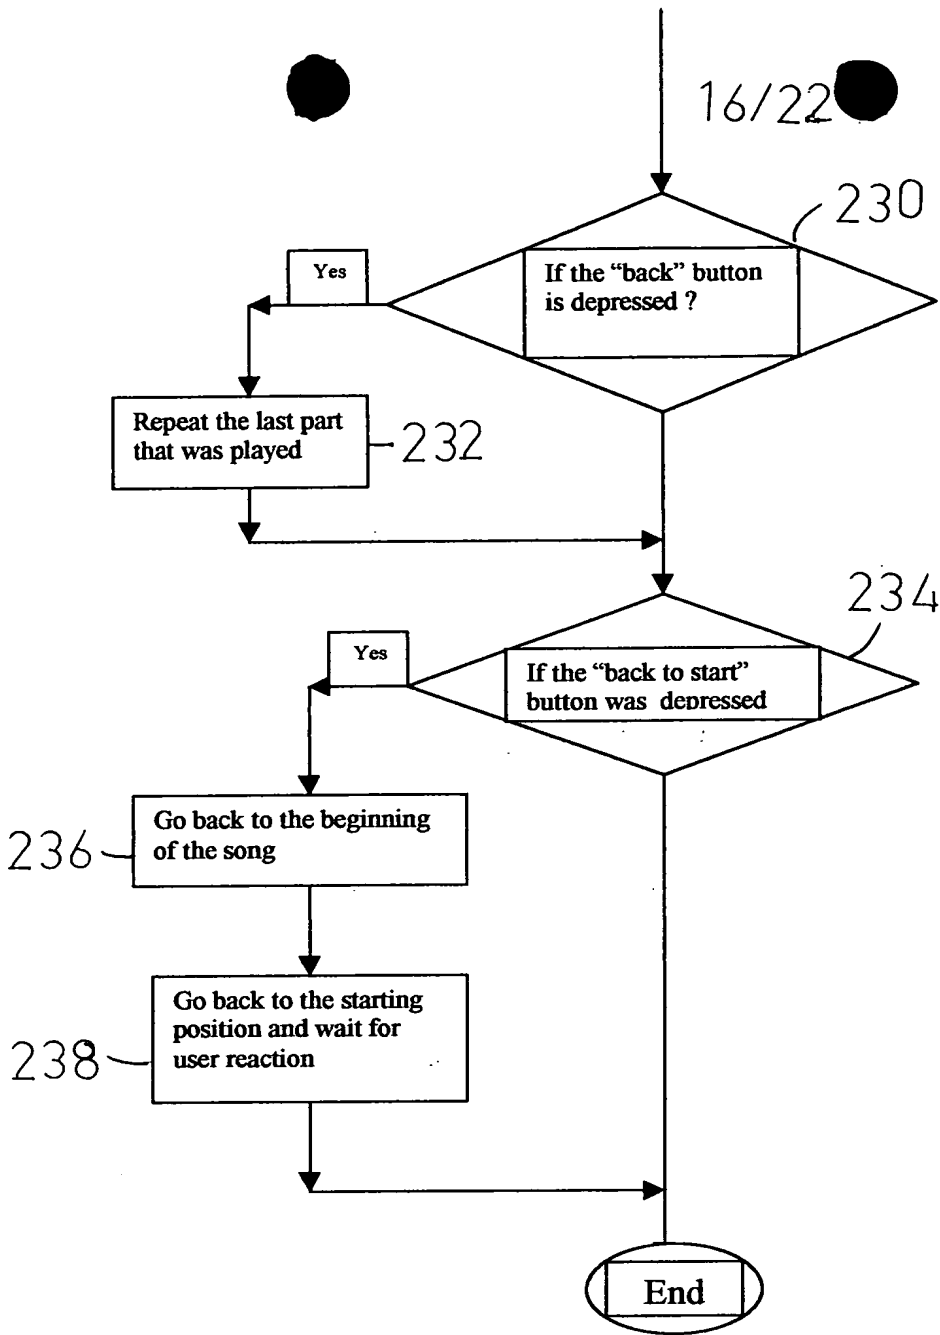 16/22
230
Yes
If the “back” button
is depressed ?
Repeat the last part
that was played
232
234
Yes
If the “back to start”
button was depressed
Go back to the beginning
of the song
236
Go back to the starting
position and wait for
user reaction
238
End